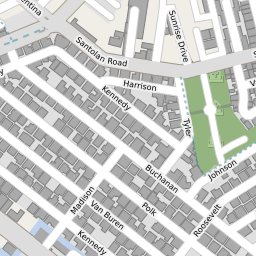 Sunrise Drive
Santolan Road
Harrison
Kennedy
Tyler
Buchanan
Johnson
Madison
Polk
Van Buren
Roosevelt
Kennedy